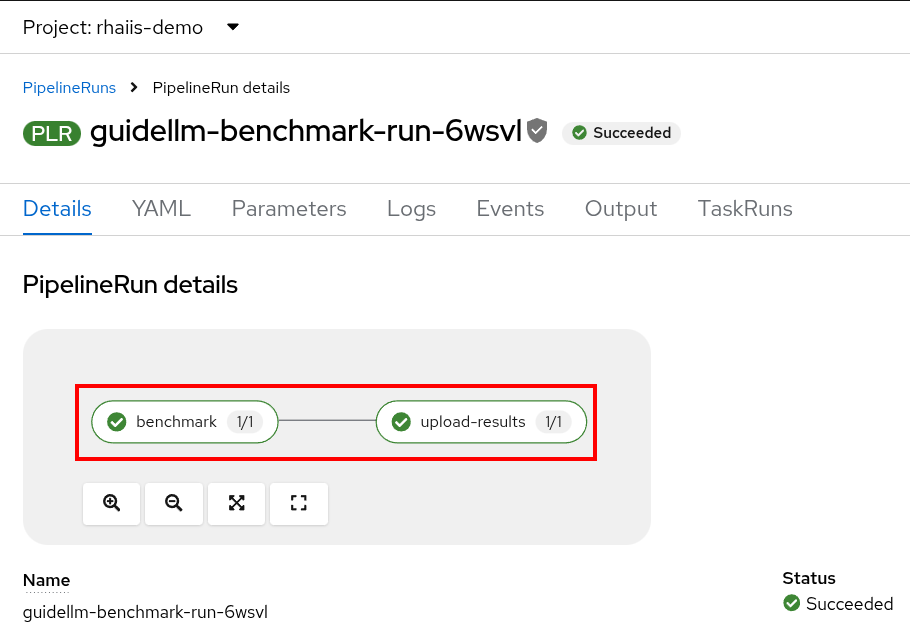 Project: rhaiis-demo
PipelineRuns PipelineRun details
PLR guidellm-benchmark-run-6wsvl Succeeded
Details YAML Parameters Logs Events Output TaskRuns
PipelineRun details
benchmark 1/1 upload-results 1/1
Name
guidellm-benchmark-run-6wsvl
Status
Succeeded